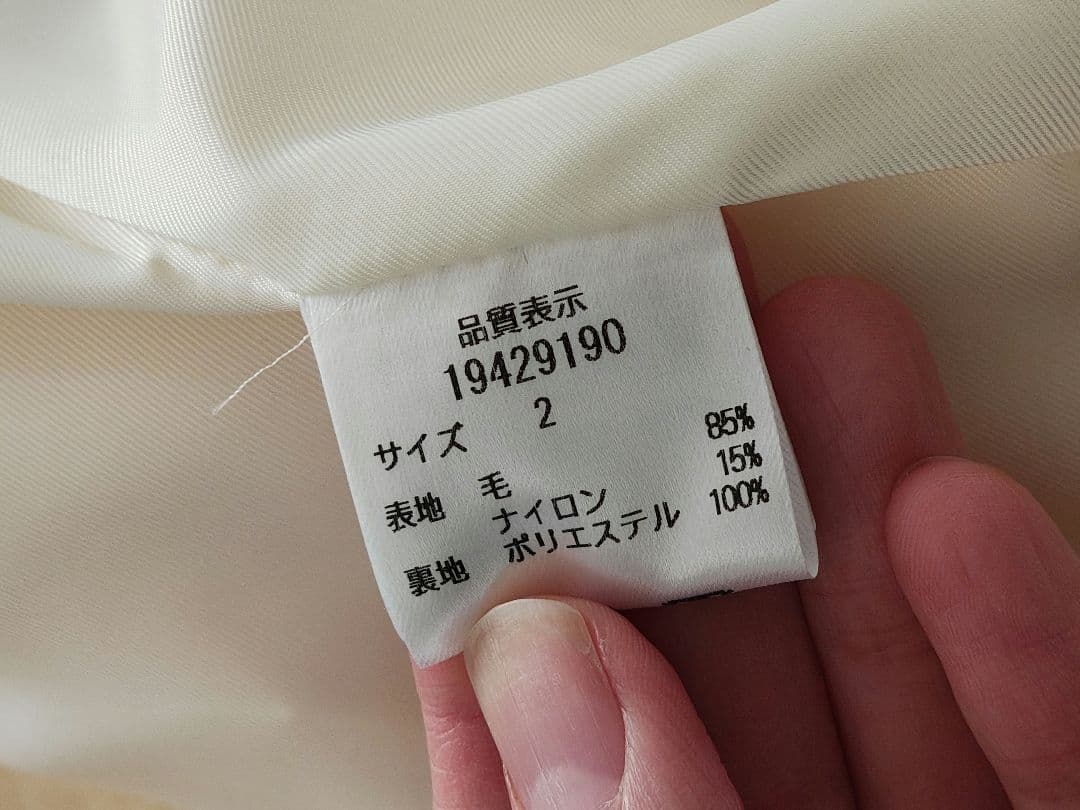 品質表示
19429190
サイズ 2
表地 毛 85%
ナイロン 15%
裏地 ポリエステル 100%